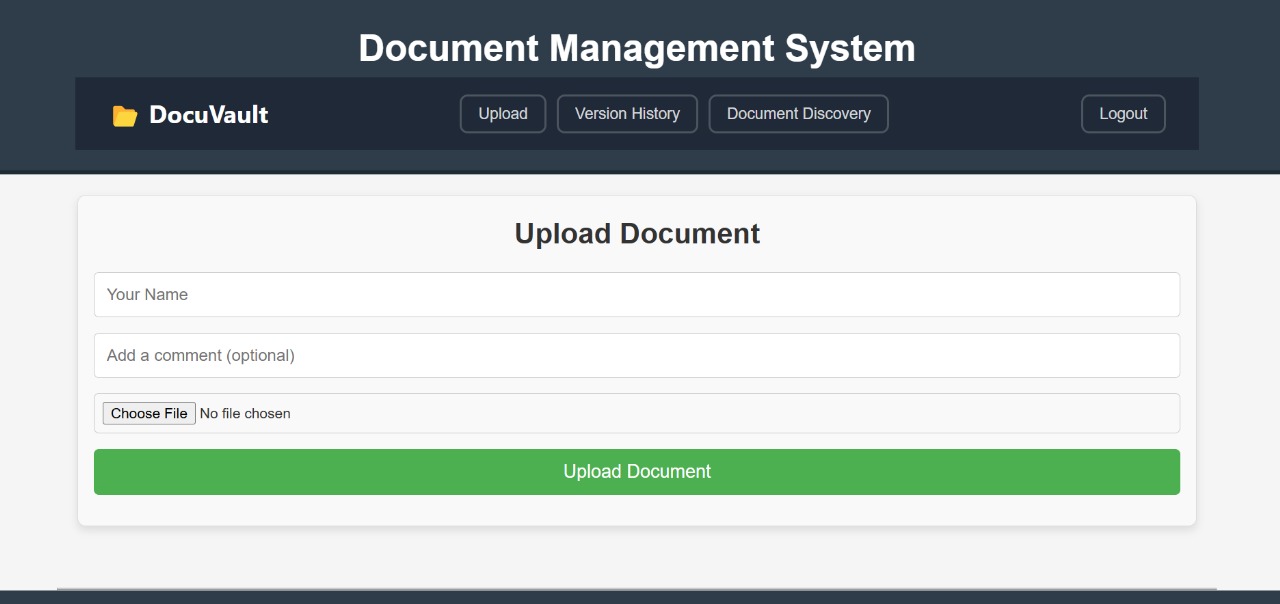 Document Management System
DocuVault
Upload
Version History
Document Discovery
Logout
Upload Document
Your Name
Add a comment (optional)
Choose File No file chosen
Upload Document